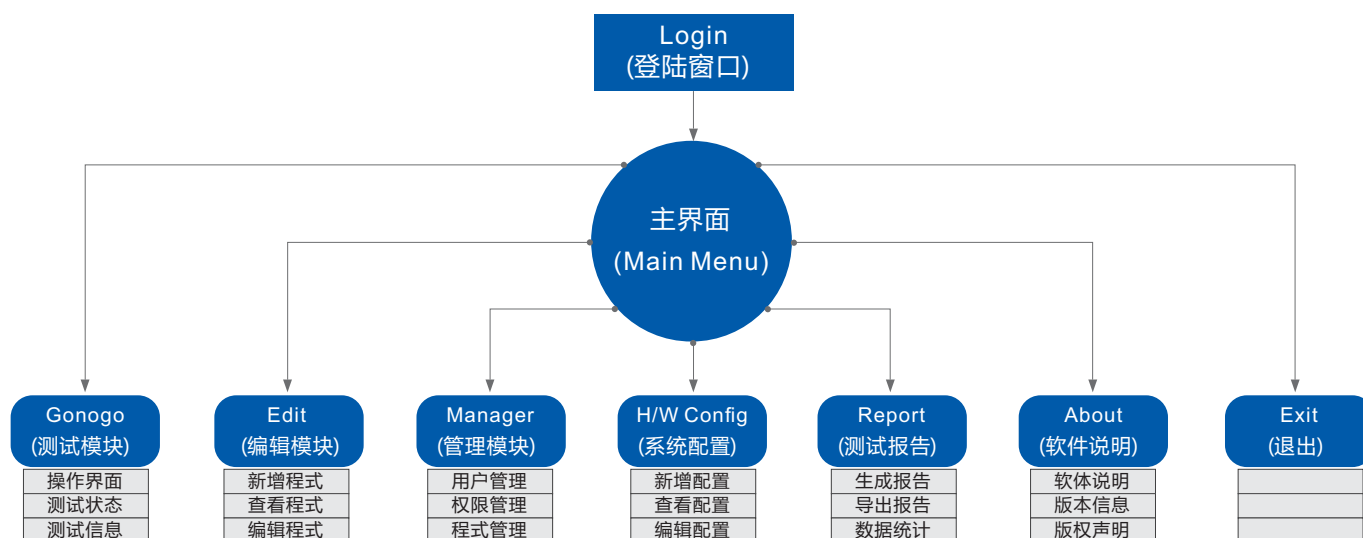 Login
(登陆窗口)
主界面
(Main Menu)
Gonogo
(测试模块)
操作界面
测试状态
测试信息
Edit
(编辑模块)
新增程式
查看程式
编辑程式
Manager
(管理模块)
用户管理
权限管理
程式管理
H/W Config
(系统配置)
新增配置
查看配置
编辑配置
Report
(测试报告)
生成报告
导出报告
数据统计
About
(软件说明)
软体说明
版本信息
版权声明
Exit
(退出)